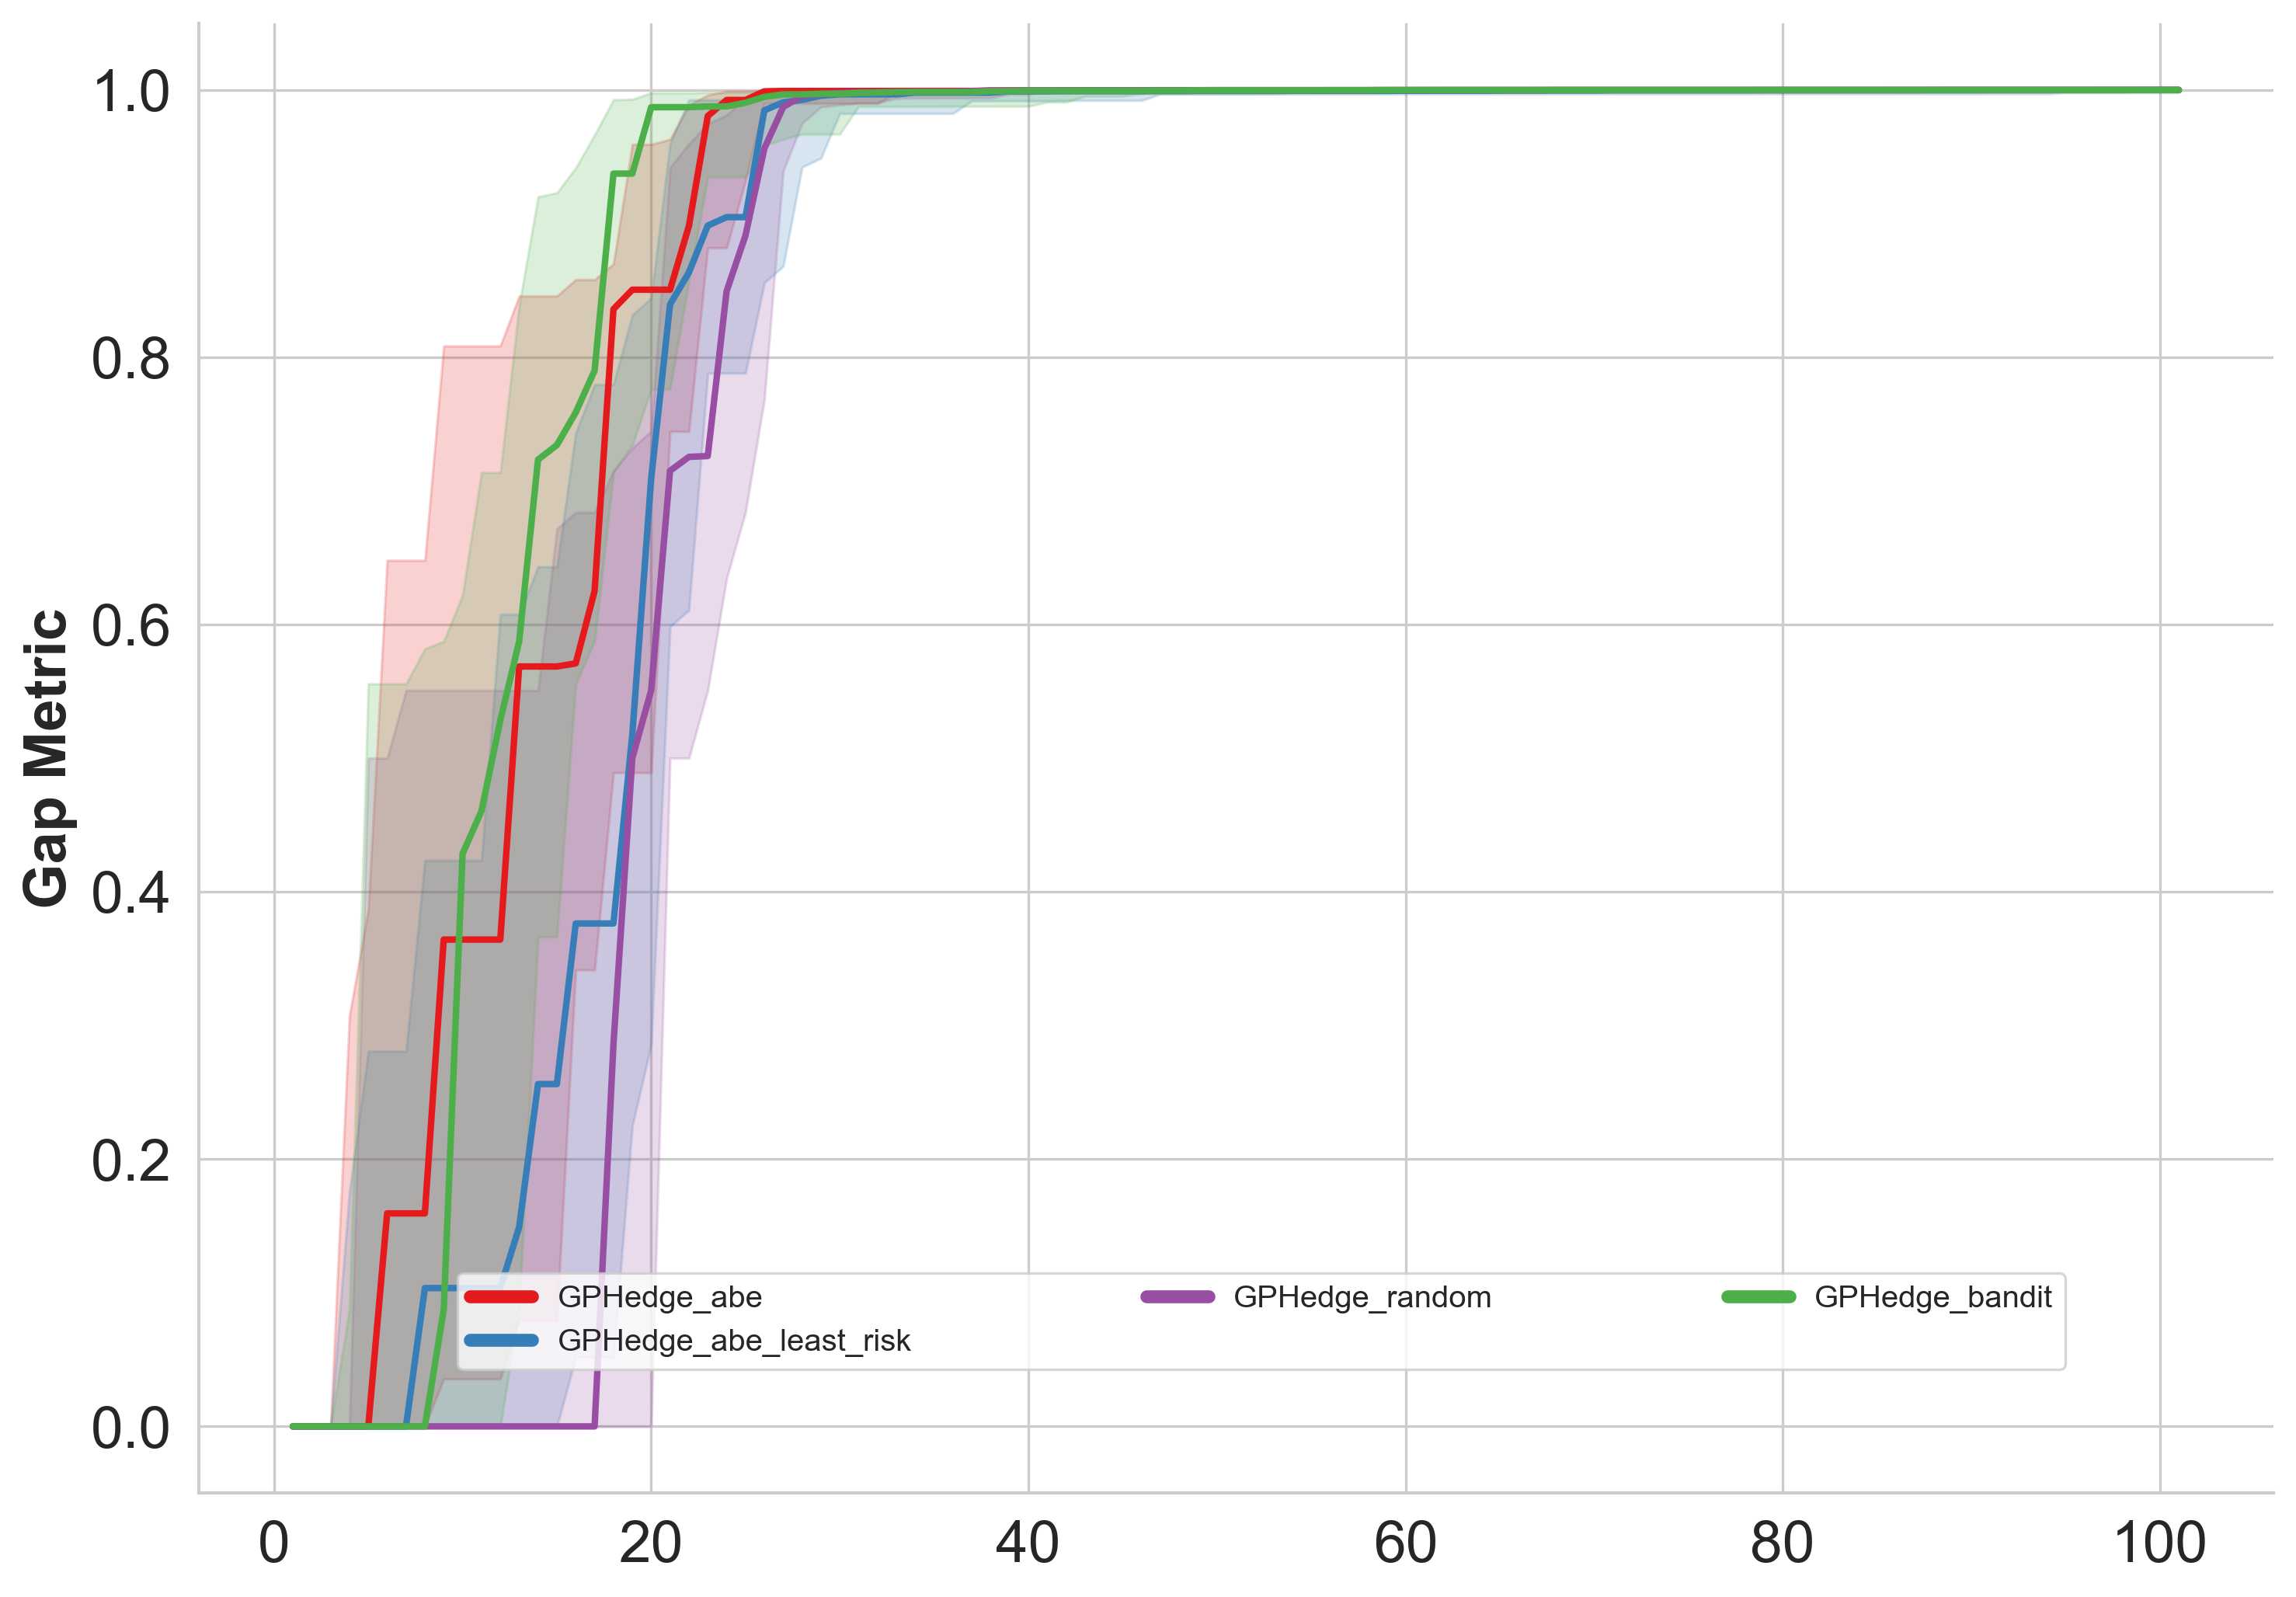 Gap Metric
1.0
0.8
0.6
0.4
0.2
0.0
GPHedge_abe
GPHedge_abe_least_risk
GPHedge_random
GPHedge_bandit
0 20 40 60 80 100